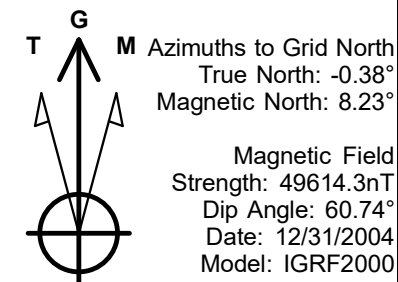 G
T M
Azimuths to Grid North
True North: -0.38°
Magnetic North: 8.23°
Magnetic Field
Strength: 49614.3nT
Dip Angle: 60.74°
Date: 12/31/2004
Model: IGRF2000